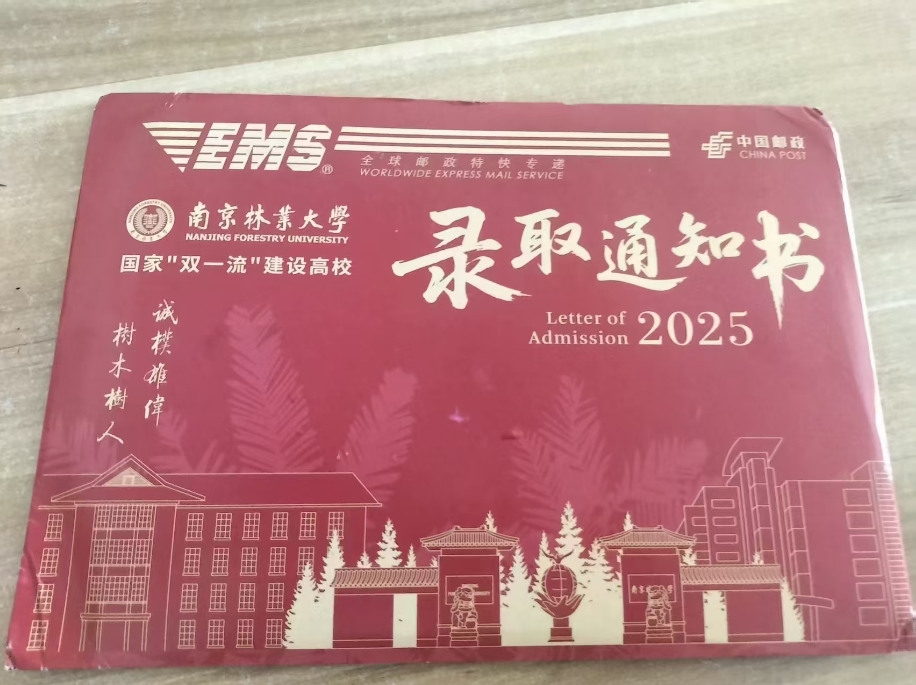 EMS®
全球邮政特快专递
WORLDWIDE EXPRESS MAIL SERVICE
中国邮政
CHINA POST
南京林業大學
NANJING FORESTRY UNIVERSITY
国家"双一流"建设高校
录取通知书
Letter of
Admission 2025
誠樸雄偉
樹木樹人